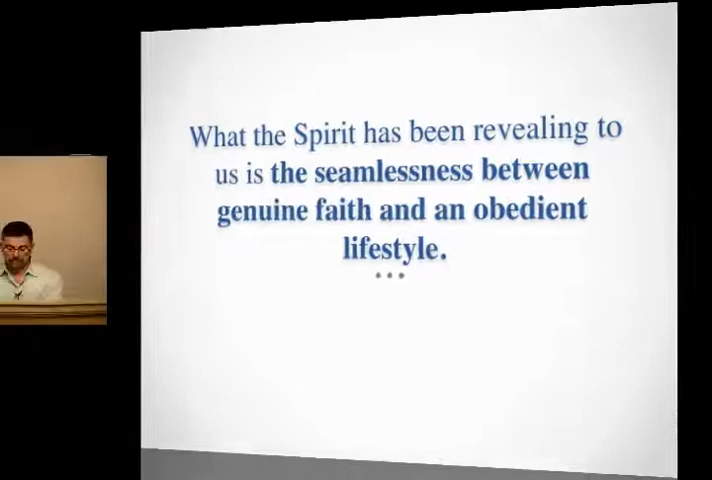 What the Spirit has been revealing to
us is the seamlessness between
genuine faith and an obedient
lifestyle.
•••